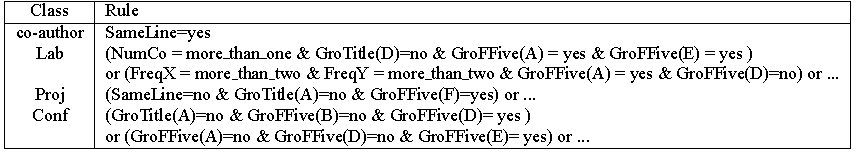 Class Rule
co-author SameLine=yes
Lab (NumCo = more_than_one & GroTitle(D)=no & GroFFive(A) = yes & GroFFive(E) = yes )
or (FreqX = more_than_two & FreqY = more_than_two & GroFFive(A) = yes & GroFFive(D)=no) or ...
Proj (SameLine=no & GroTitle(A)=no & GroFFive(F)=yes) or ...
Conf (GroTitle(A)=no & GroFFive(B)=no & GroFFive(D)= yes )
or (GroFFive(A)=no & GroFFive(D)=no & GroFFive(E)= yes) or ...